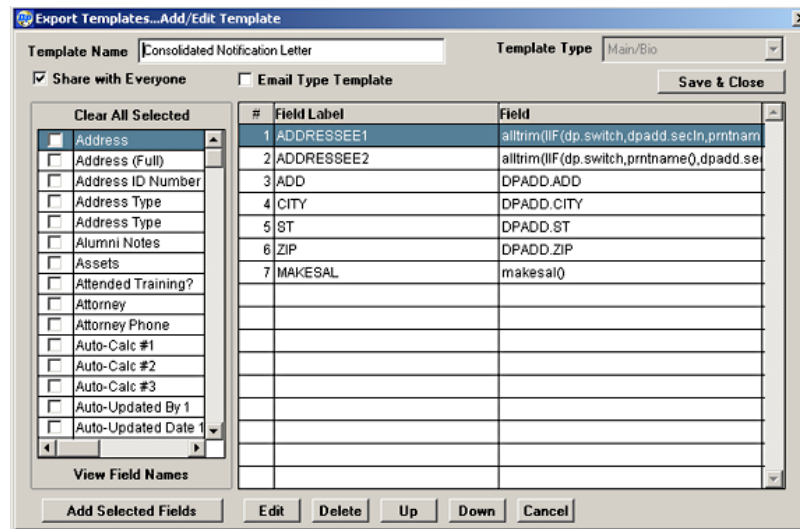 Export Templates...Add/Edit Template
Template Name Consolidated Notification Letter Template Type Main/Bio
Share with Everyone Email Type Template Save & Close
Clear All Selected
Address
Address (Full)
Address ID Number
Address Type
Address Type
Alumni Notes
Assets
Attended Training?
Attorney
Attorney Phone
Auto-Calc #1
Auto-Calc #2
Auto-Calc #3
Auto-Updated By 1
Auto-Updated Date 1
View Field Names
Add Selected Fields
# Field Label Field
1 ADDRESSEE1 alltrim(IIF(dp.switch,dpadd.secln,prntnam
2 ADDRESSEE2 alltrim(IIF(dp.switch,prntname(),dpadd.sec
3 ADD DPADD.ADD
4 CITY DPADD.CITY
5 ST DPADD.ST
6 ZIP DPADD.ZIP
7 MAKESAL makesal()
Edit Delete Up Down Cancel